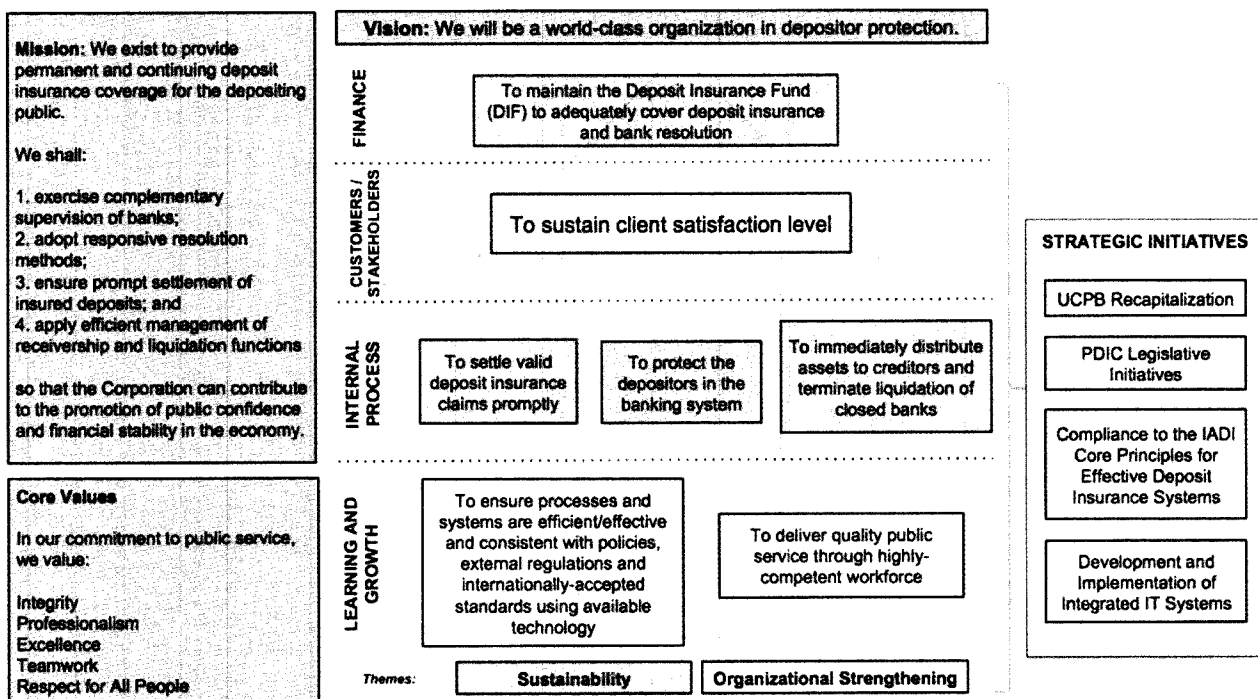 Mission: We exist to provide
permanent and continuing deposit
insurance coverage for the depositing
public.
We shall:
1. exercise complementary
supervision of banks;
2. adopt responsive resolution
methods;
3. ensure prompt settlement of
insured deposits; and
4. apply efficient management of
receivership and liquidation functions
so that the Corporation can contribute
to the promotion of public confidence
and financial stability in the economy.
Core Values
In our commitment to public service,
we value:
Integrity
Professionalism
Excellence
Teamwork
Respect for All People
Vision: We will be a world-class organization in depositor protection.
FINANCE
To maintain the Deposit Insurance Fund
(DIF) to adequately cover deposit insurance
and bank resolution
CUSTOMERS /
STAKEHOLDERS
To sustain client satisfaction level
INTERNAL
PROCESS
To settle valid
deposit insurance
claims promptly
To protect the
depositors in the
banking system
To immediately distribute
assets to creditors and
terminate liquidation of
closed banks
LEARNING AND
GROWTH
To ensure processes and
systems are efficient/effective
and consistent with policies,
external regulations and
internationally-accepted
standards using available
technology
To deliver quality public
service through highly-
competent workforce
Themes:
Sustainability
Organizational Strengthening
STRATEGIC INITIATIVES
UCPB Recapitalization
PDIC Legislative
Initiatives
Compliance to the IADI
Core Principles for
Effective Deposit
Insurance Systems
Development and
Implementation of
Integrated IT Systems